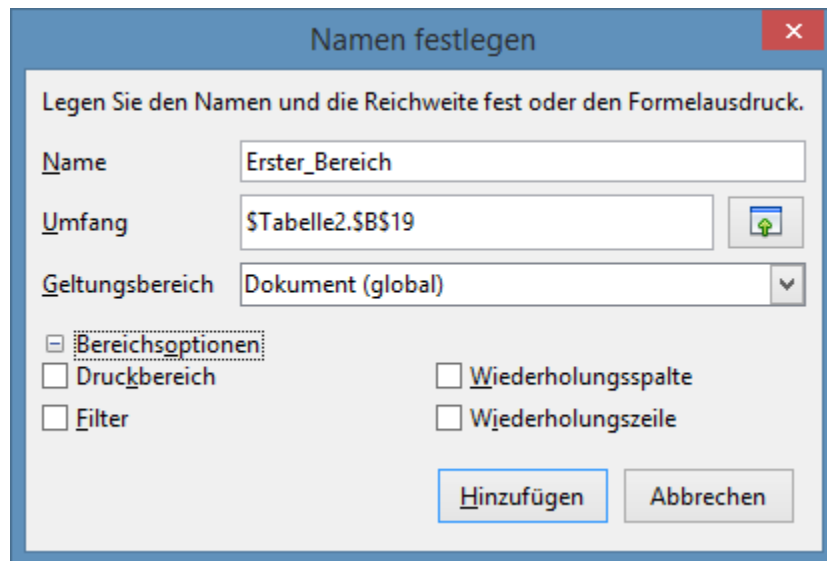 Namen festlegen
Legen Sie den Namen und die Reichweite fest oder den Formelausdruck.
Name Erster_Bereich
Umfang $Tabelle2.$B$19
Geltungsbereich Dokument (global)
Bereichsoptionen
Druckbereich Wiederholungsspalte
Filter Wiederholungszeile
Hinzufügen Abbrechen